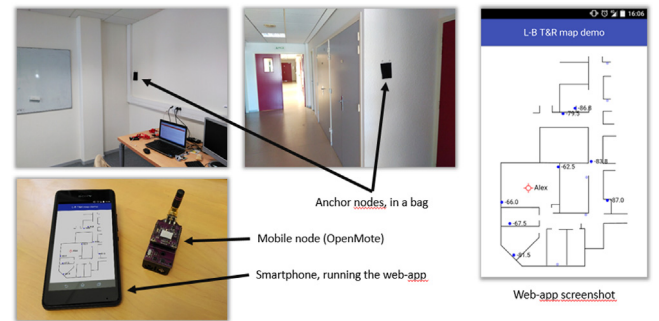 16:06
L-B T&R map demo
-86.8
-79.5
-83.8
-62.5
Alex
-66.0
-87.0
-67.5
-81.5
Anchor nodes, in a bag
Mobile node (OpenMote)
Smartphone, running the web-app
Web-app screenshot